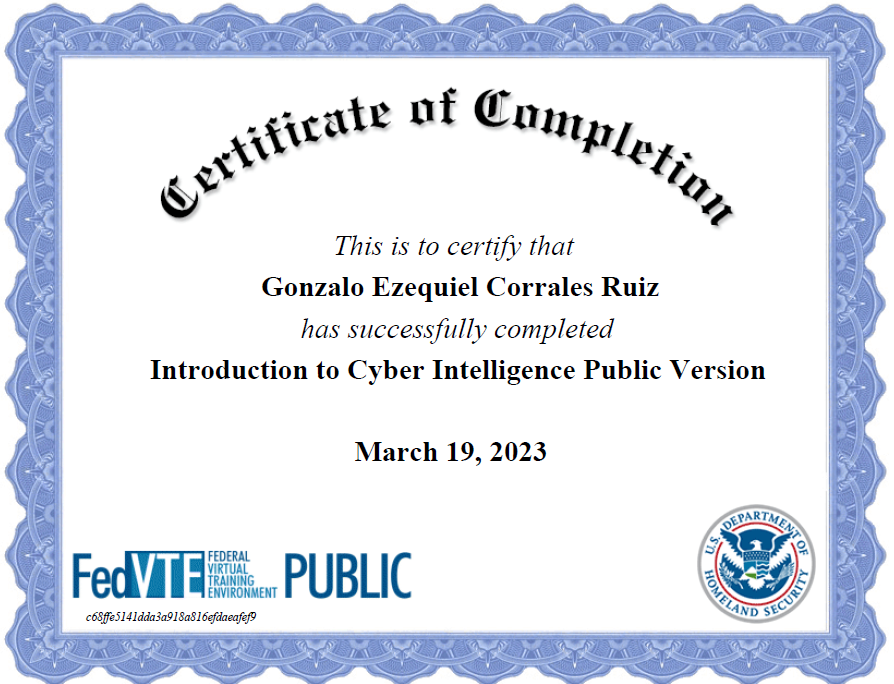 Certificate of Completion
This is to certify that
Gonzalo Ezequiel Corrales Ruiz
has successfully completed
Introduction to Cyber Intelligence Public Version
March 19, 2023
FedVTE FEDERAL VIRTUAL TRAINING ENVIRONMENT PUBLIC
c68ffe5141dda3a918a816efdaeafef9
U.S. DEPARTMENT OF HOMELAND SECURITY